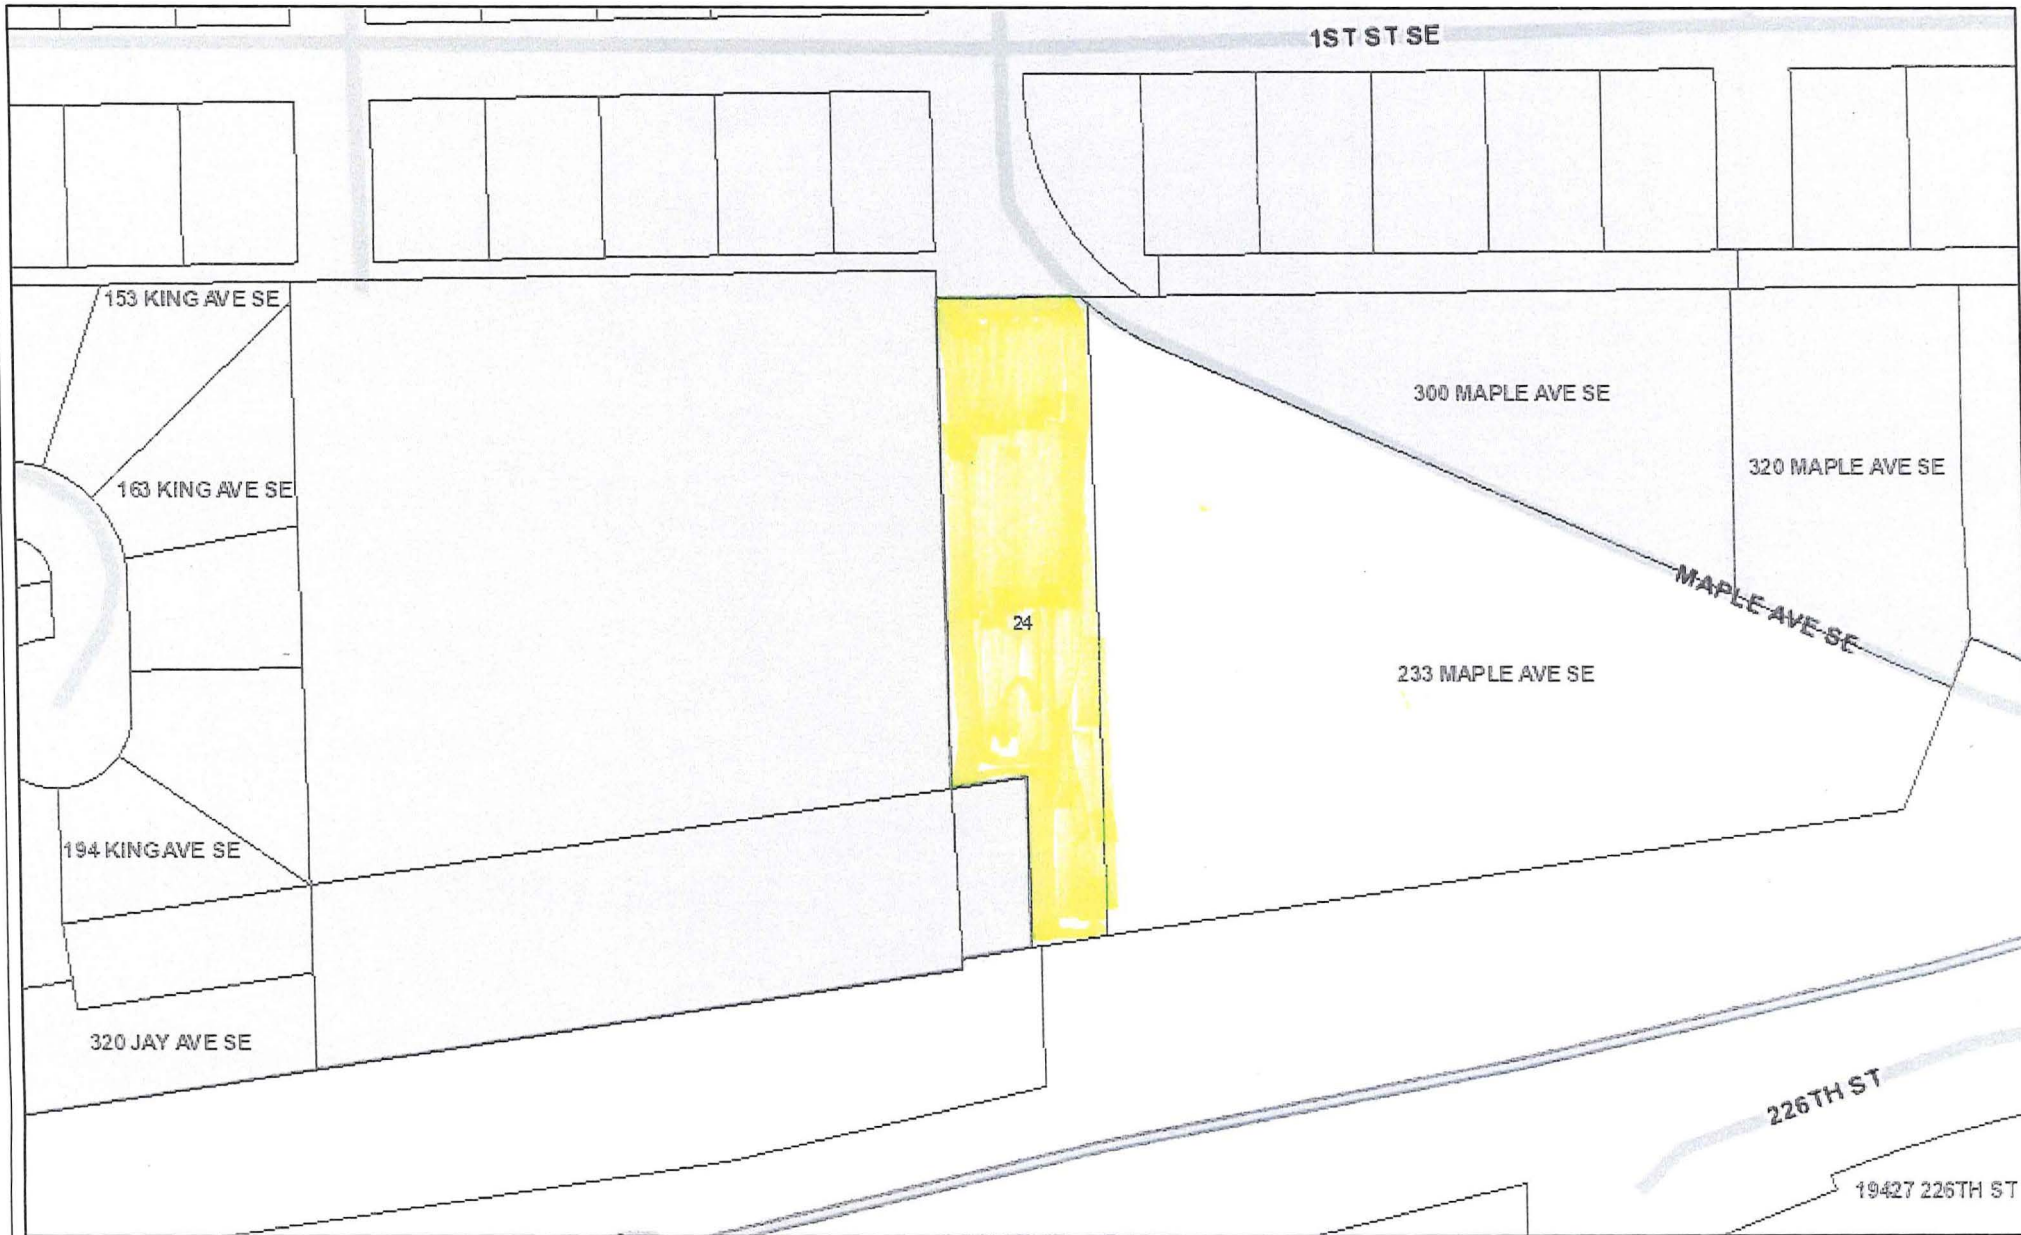 1ST ST SE
153 KING AVE SE
300 MAPLE AVE SE
320 MAPLE AVE SE
163 KING AVE SE
MAPLE AVE SE
24
233 MAPLE AVE SE
194 KING AVE SE
320 JAY AVE SE
226TH ST
19427 226TH ST